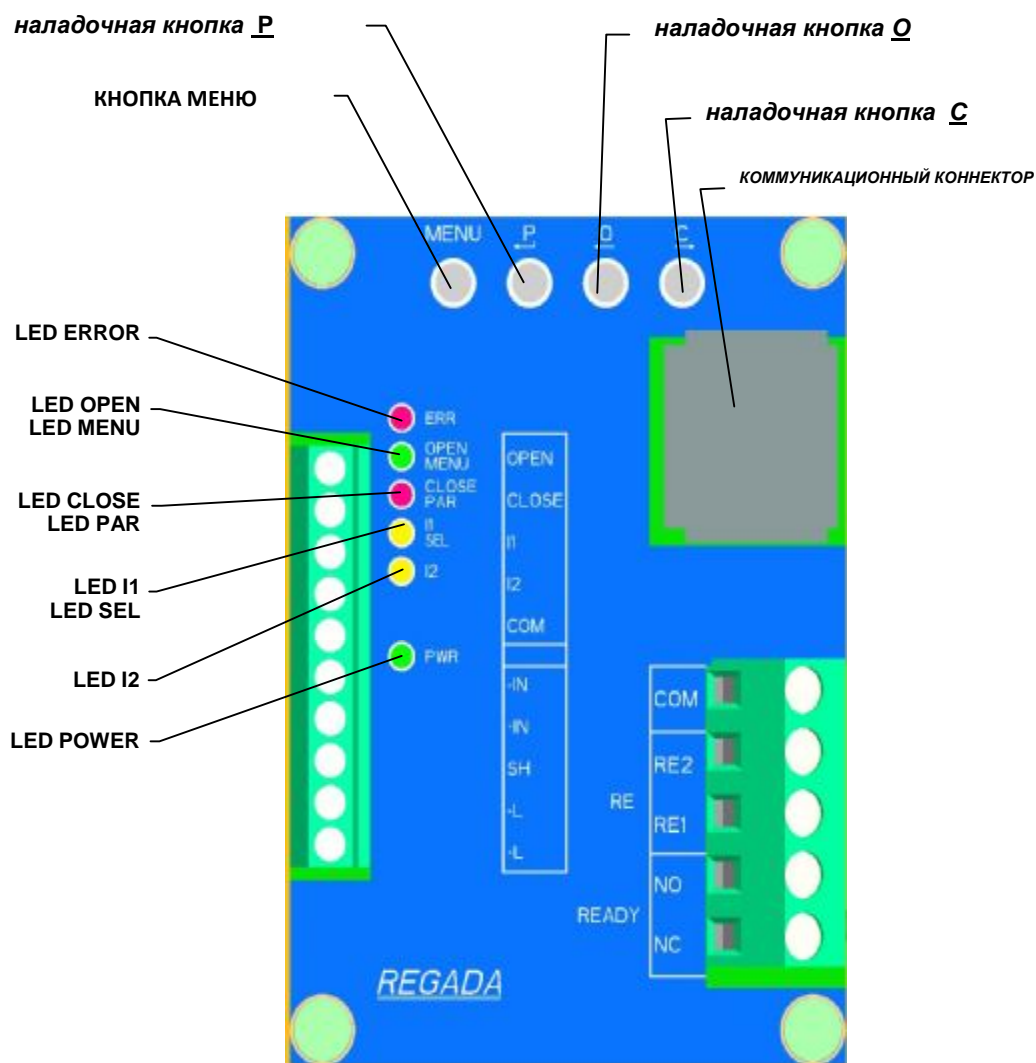 наладочная кнопка P
наладочная кнопка O
КНОПКА МЕНЮ
наладочная кнопка C
КОММУНИКАЦИОННЫЙ КОННЕКТОР
MENU P O C
LED ERROR
ERR
LED OPEN
LED MENU
OPEN
MENU
LED CLOSE
LED PAR
CLOSE
PAR
LED I1
LED SEL
I1
SEL
LED I2
I2
LED POWER
PWR
OPEN
CLOSE
I1
I2
COM
-IN
-IN
SH
-L
-L
COM
RE2
RE
RE1
NO
READY
NC
REGADA